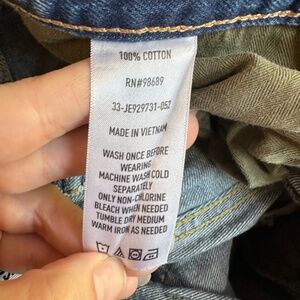 100% COTTON
RN#98689
33-JE929731-052
MADE IN VIETNAM
WASH ONCE BEFORE
WEARING
MACHINE WASH COLD
SEPARATELY
ONLY NON-CHLORINE
BLEACH WHEN NEEDED
TUMBLE DRY MEDIUM
WARM IRON AS NEEDED